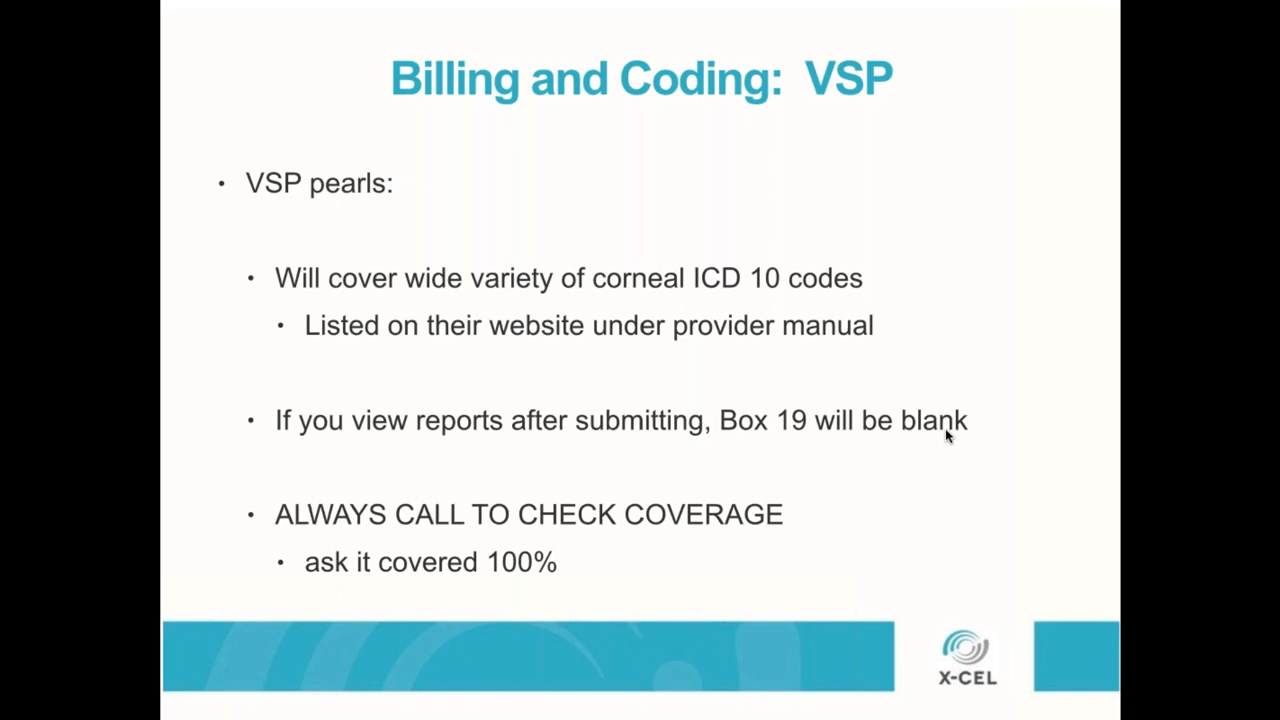 Billing and Coding: VSP
• VSP pearls:
• Will cover wide variety of corneal ICD 10 codes
• Listed on their website under provider manual
• If you view reports after submitting, Box 19 will be blank
• ALWAYS CALL TO CHECK COVERAGE
• ask it covered 100%
X-CEL